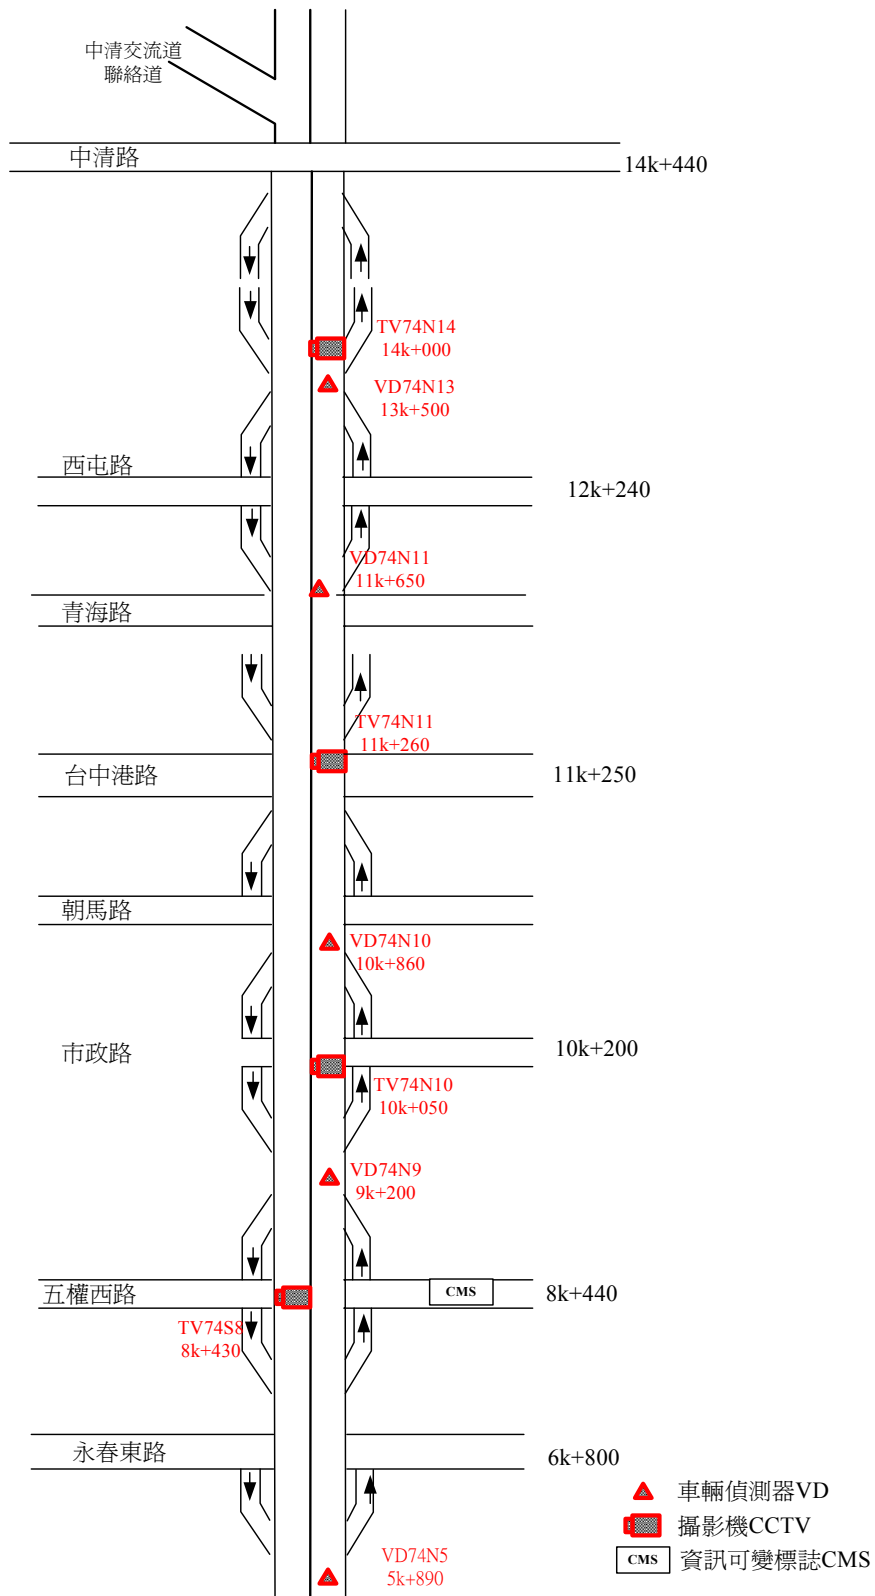 中清交流道
聯絡道
中清路
14k+440
TV74N14
14k+000
VD74N13
13k+500
西屯路
12k+240
VD74N11
11k+650
青海路
TV74N11
11k+260
台中港路
11k+250
朝馬路
VD74N10
10k+860
市政路
10k+200
TV74N10
10k+050
VD74N9
9k+200
五權西路
CMS
8k+440
TV74S8
8k+430
永春東路
6k+800
車輛偵測器VD
攝影機CCTV
CMS 資訊可變標誌CMS
VD74N5
5k+890